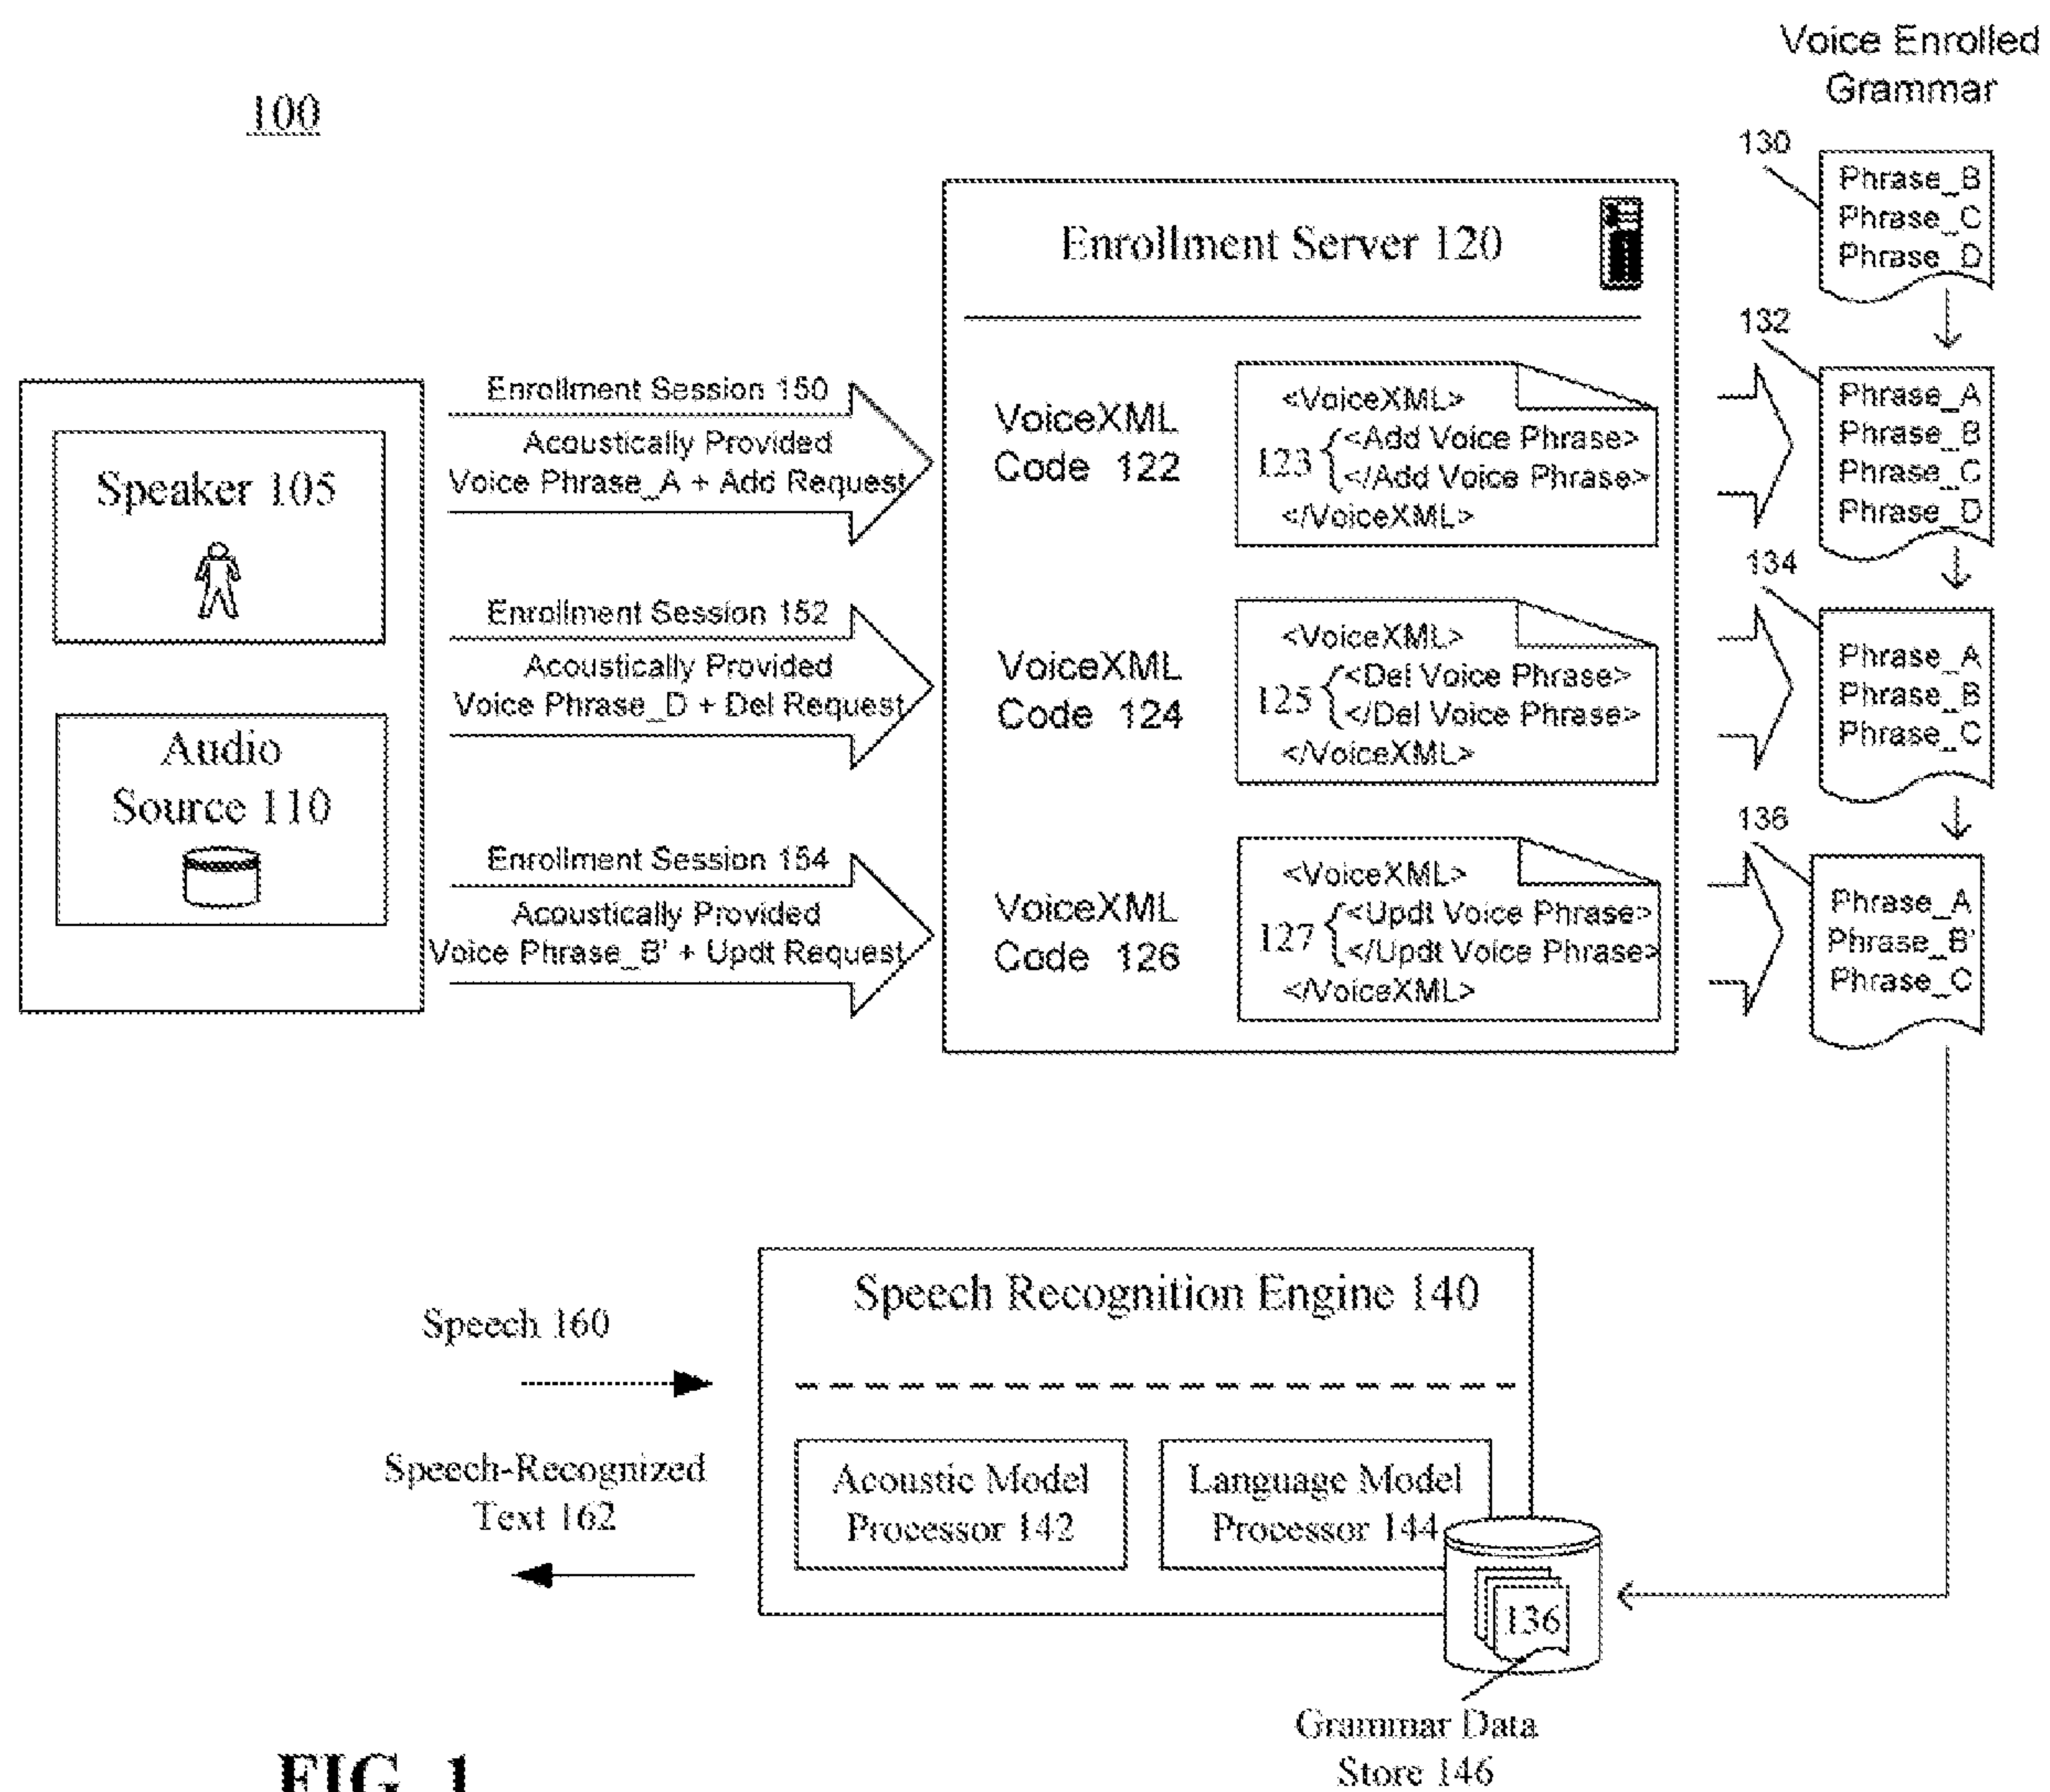 100
Voice Enrolled
Grammar
130
Phrase_B
Phrase_C
Phrase_D
Enrollment Server 120
132
Phrase_A
Phrase_B
Phrase_C
Phrase_D
Speaker 105
Audio
Source 110
Enrollment Session 150
Acoustically Provided
Voice Phrase_A + Add Request
VoiceXML
Code 122
<VoiceXML>
123
<Add Voice Phrase>
</Add Voice Phrase>
</VoiceXML>
134
Phrase_A
Phrase_B
Phrase_C
Enrollment Session 152
Acoustically Provided
Voice Phrase_D + Del Request
VoiceXML
Code 124
<VoiceXML>
125
<Del Voice Phrase>
</Del Voice Phrase>
</VoiceXML>
136
Phrase_A
Phrase_B'
Phrase_C
Enrollment Session 154
Acoustically Provided
Voice Phrase_B' + Updt Request
VoiceXML
Code 126
<VoiceXML>
127
<Updt Voice Phrase>
</Updt Voice Phrase>
</VoiceXML>
Speech Recognition Engine 140
Speech 160
Speech-Recognized
Text 162
Acoustic Model
Processor 142
Language Model
Processor 144
136
Grammar Data
Store 146
FIG. 1